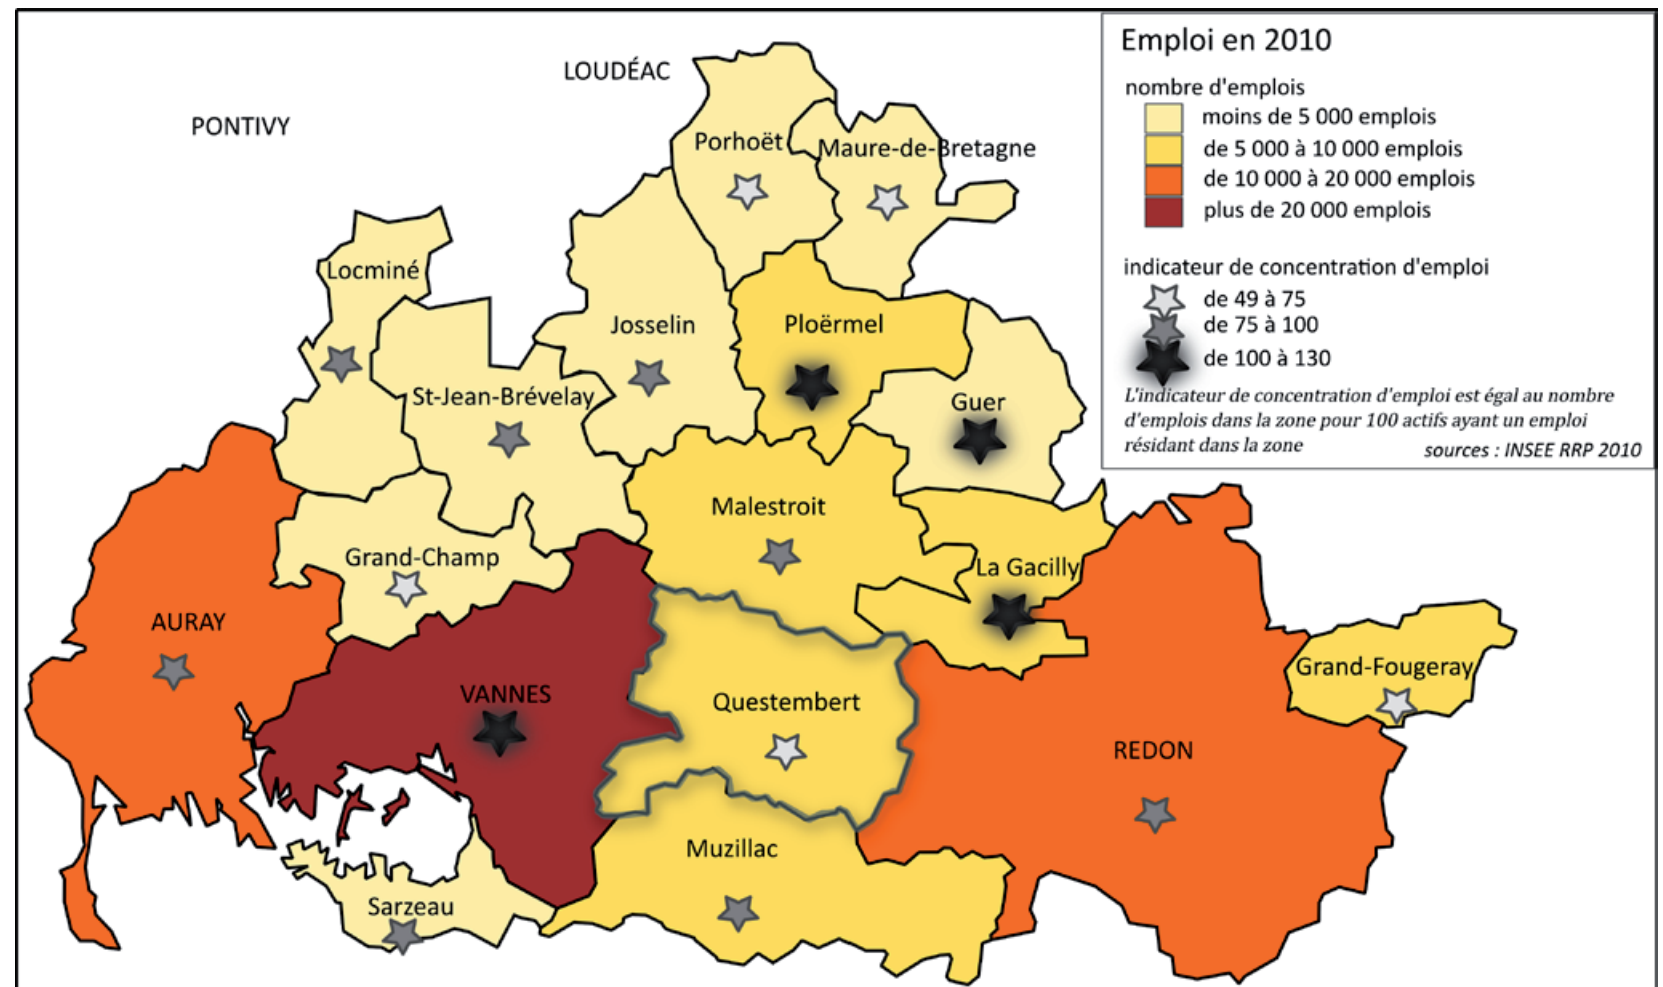 Emploi en 2010
nombre d'emplois
moins de 5 000 emplois
de 5 000 à 10 000 emplois
de 10 000 à 20 000 emplois
plus de 20 000 emplois
indicateur de concentration d'emploi
de 49 à 75
de 75 à 100
de 100 à 130
L'indicateur de concentration d'emploi est égal au nombre
d'emplois dans la zone pour 100 actifs ayant un emploi
résidant dans la zone
sources : INSEE RRP 2010
LOUDÉAC
PONTIVY
Porhoët
Maure-de-Bretagne
Locminé
Josselin
Ploërmel
St-Jean-Brévelay
Guer
Malestroit
Grand-Champ
La Gacilly
AURAY
Grand-Fougeray
VANNES
Questembert
REDON
Muzillac
Sarzeau